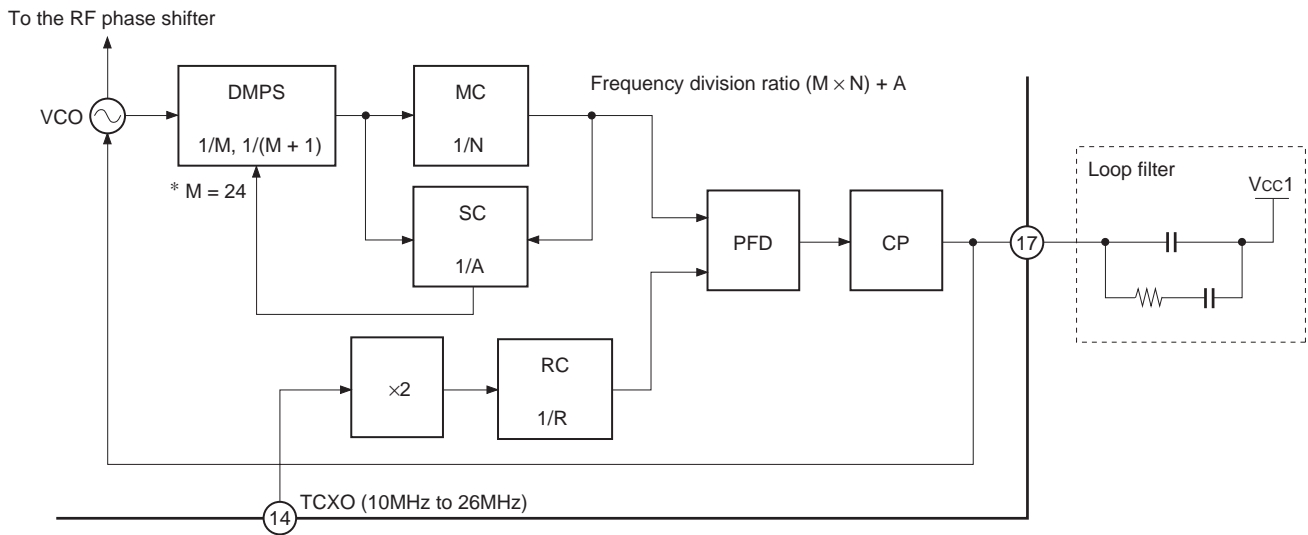 To the RF phase shifter
VCO
DMPS
1/M, 1/(M + 1)
* M = 24
MC
1/N
Frequency division ratio (M × N) + A
SC
1/A
PFD
CP
17
Loop filter
VCC1
×2
RC
1/R
TCXO (10MHz to 26MHz)
14